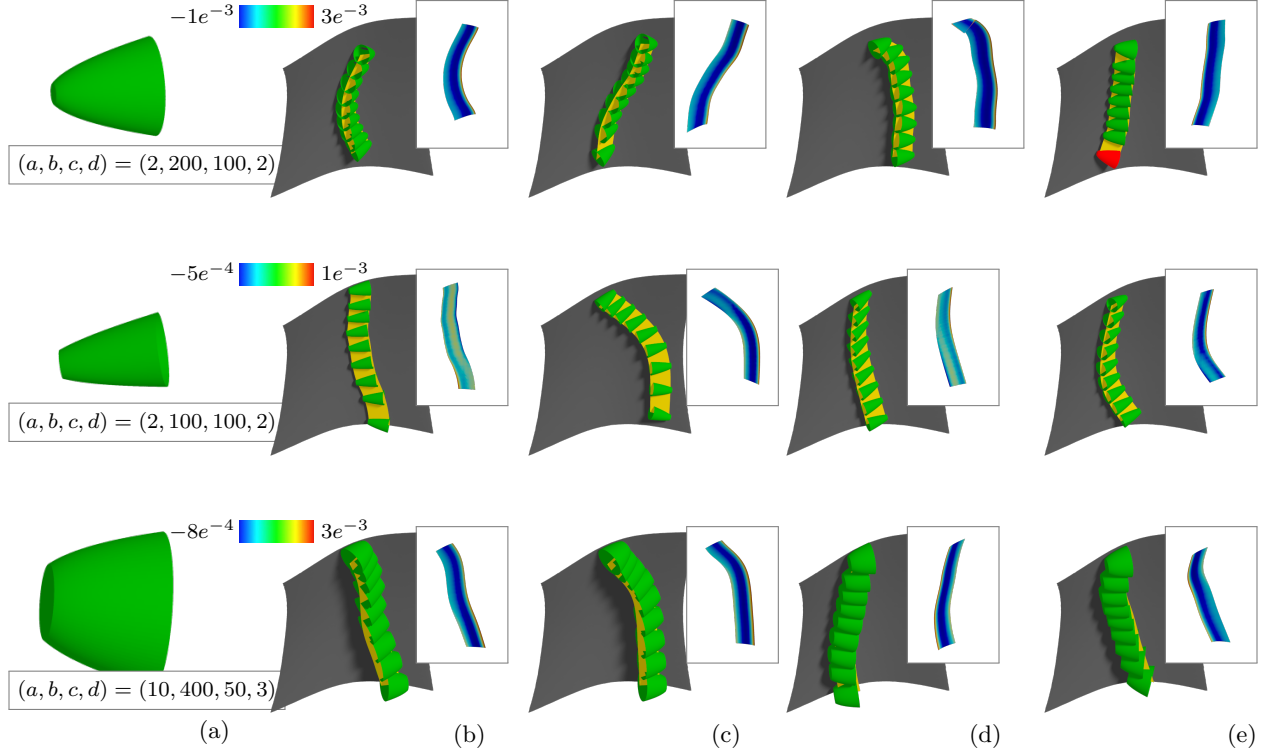 −1e⁻³ 3e⁻³
(a, b, c, d) = (2, 200, 100, 2)
−5e⁻⁴ 1e⁻³
(a, b, c, d) = (2, 100, 100, 2)
−8e⁻⁴ 3e⁻³
(a, b, c, d) = (10, 400, 50, 3)
(a) (b) (c) (d) (e)